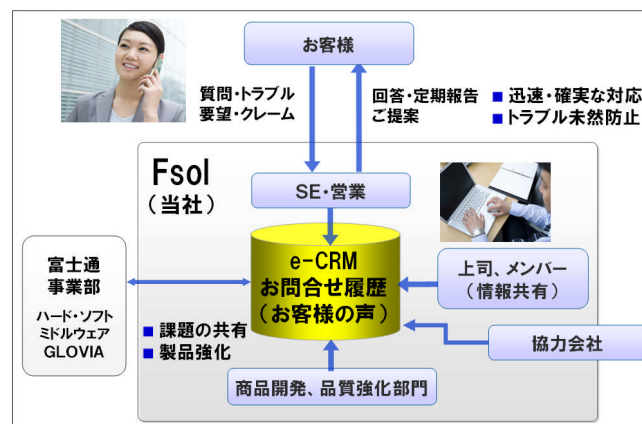 お客様
質問・トラブル
要望・クレーム
回答・定期報告
ご提案
■ 迅速・確実な対応
■ トラブル未然防止
Fsol
（当社）
SE・営業
富士通
事業部
ハード・ソフト
ミドルウェア
GLOVIA
e-CRM
お問合せ履歴
（お客様の声）
上司、メンバー
（情報共有）
■ 課題の共有
■ 製品強化
協力会社
商品開発、品質強化部門